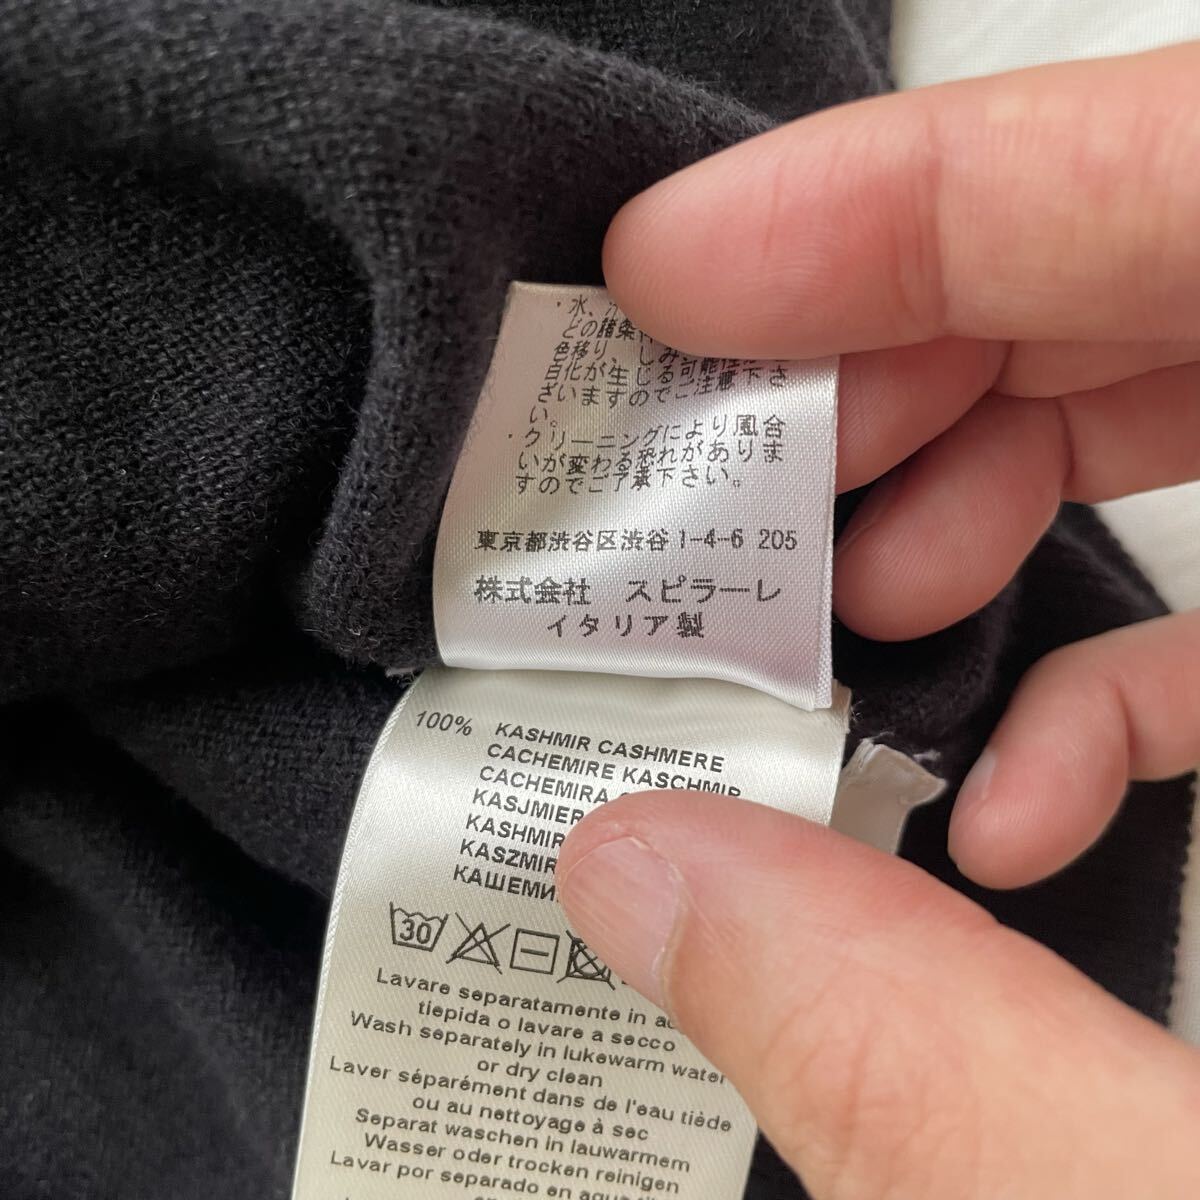 ・水、
どの諸条件
色移り、しみ
白化が生じる可能性
ざいますのでご注意下さ
い。
・クリーニングにより風合
いが変わる恐れがありま
すのでご了承下さい。
東京都渋谷区渋谷1-4-6 205
株式会社 スピラーレ
イタリア製
100% KASHMIR CASHMERE
CACHEMIRE KASCHMIR
CACHEMIRA
KASJMIER
KASHMIR
KASZMIR
КАШЕМИ
30
Lavare separatamente in
tiepida o lavare a secco
Wash separately in lukewarm water
or dry clean
Laver séparément dans de l'eau tiède
ou au nettoyage à sec
Separat waschen in lauwarmem
Wasser oder trocken reinigen
Lavar por separado en agua